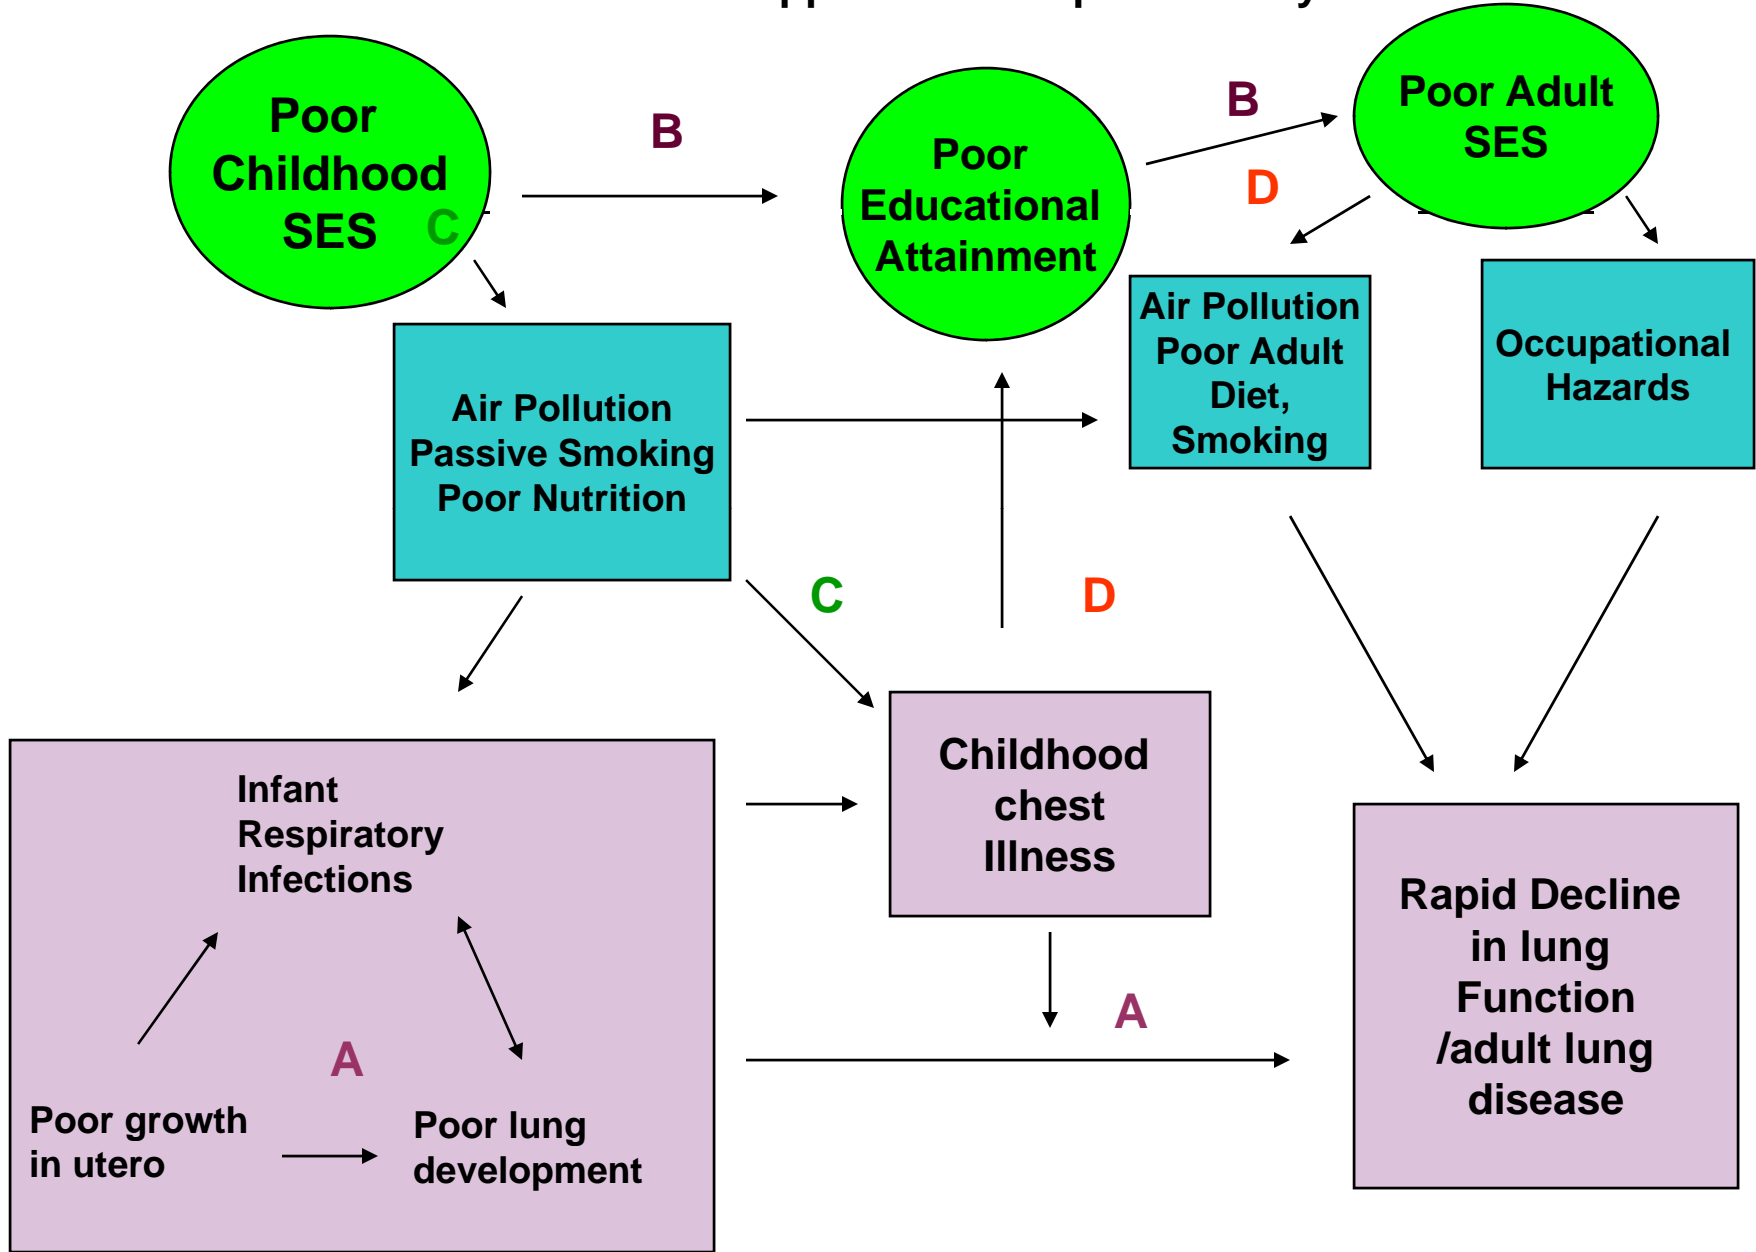 Poor
Childhood
SES
C
B
Poor
Educational
Attainment
B
D
Poor Adult
SES
Air Pollution
Passive Smoking
Poor Nutrition
Air Pollution
Poor Adult
Diet,
Smoking
Occupational
Hazards
C
D
Infant
Respiratory
Infections
A
Poor growth
in utero
Poor lung
development
Childhood
chest
Illness
A
Rapid Decline
in lung
Function
/adult lung
disease